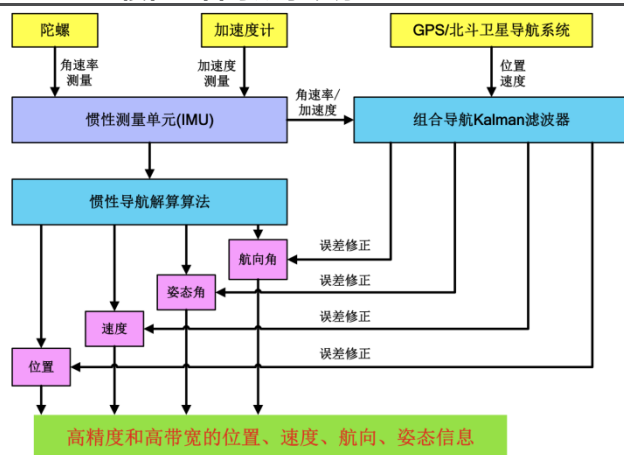 陀螺
加速度计
GPS/北斗卫星导航系统
角速率
测量
加速度
测量
位置
速度
角速率/
加速度
惯性测量单元(IMU)
组合导航Kalman滤波器
惯性导航解算算法
航向角
误差修正
姿态角
误差修正
速度
误差修正
位置
误差修正
高精度和高带宽的位置、速度、航向、姿态信息